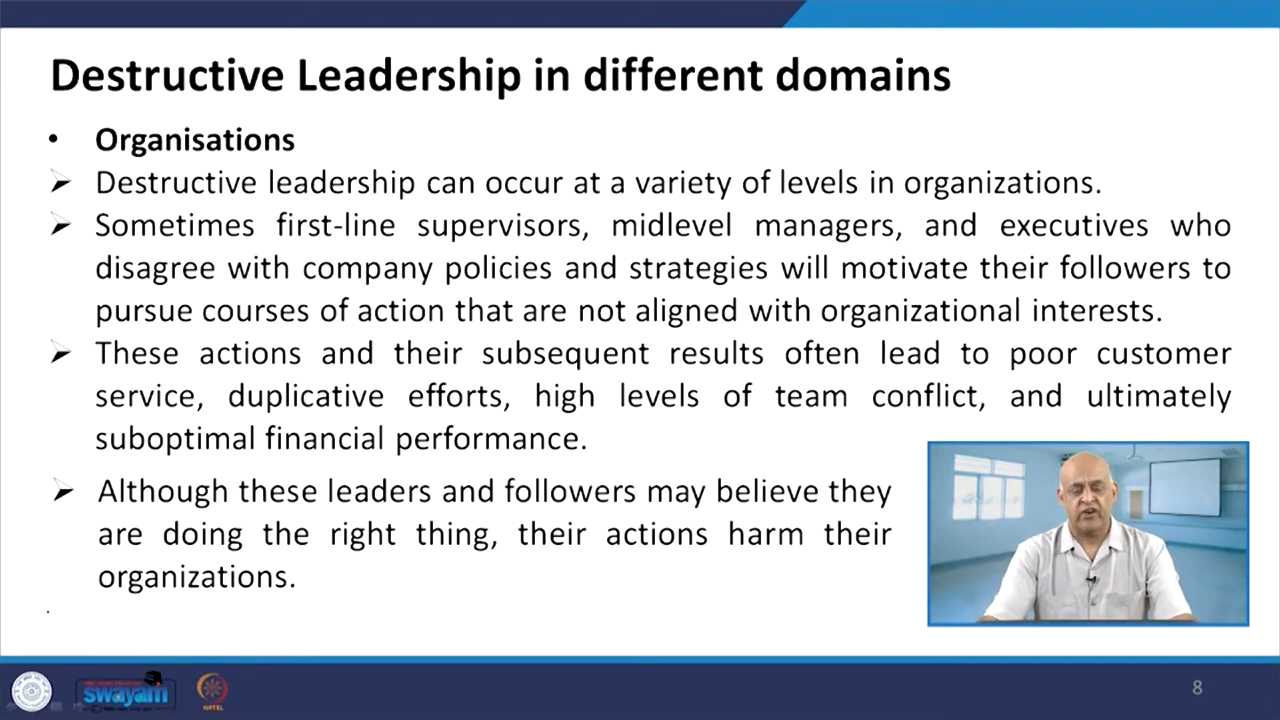 Destructive Leadership in different domains
• Organisations
➢ Destructive leadership can occur at a variety of levels in organizations.
➢ Sometimes first-line supervisors, midlevel managers, and executives who
disagree with company policies and strategies will motivate their followers to
pursue courses of action that are not aligned with organizational interests.
➢ These actions and their subsequent results often lead to poor customer
service, duplicative efforts, high levels of team conflict, and ultimately
suboptimal financial performance.
➢ Although these leaders and followers may believe they
are doing the right thing, their actions harm their
organizations.
swayam
NPTEL
8